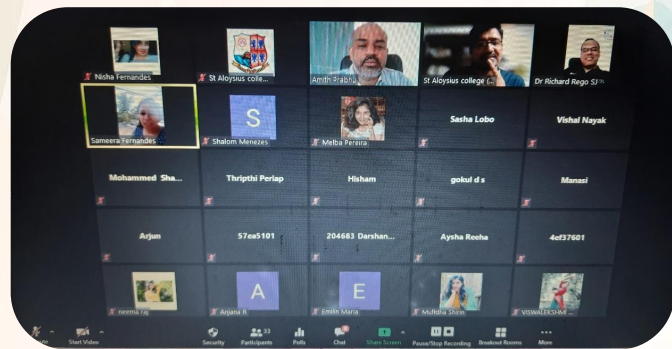 Nisha Fernandes
St Aloysius colle...
Amith Prabhu
St Aloysius college (...
Dr Richard Rego SJ
Sameera Fernandes
S
Shalom Menezes
Melba Pereira
Sasha Lobo
Vishal Nayak
Mohammed Sha...
Thripthi Periap
Hisham
gokul d s
Manasi
Arjun
57ea5101
204683 Darshan...
Aysha Reeha
4ef37601
neema raj
A
Anjana R
E
Emilin Maria
Mufidha Shirin
VISWALEKSHMI
Start Video
Security
Participants
33
Polls
Chat
Share Screen
Pause/Stop Recording
Breakout Rooms
More